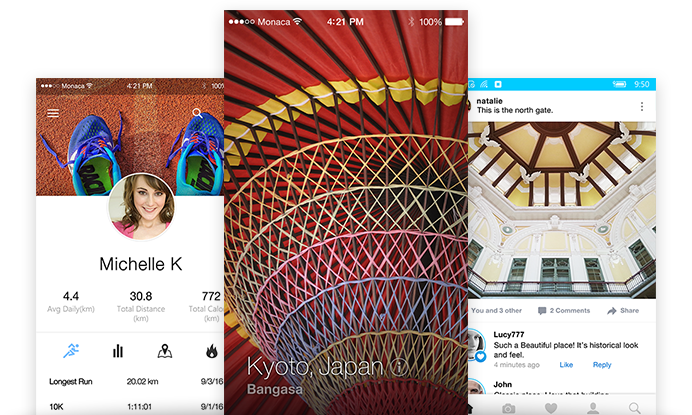 Monaca
4:21 PM
Michelle K
4.4
Avg Daily(km)
30.8
Total Distance
(km)
772
Total Calo
Longest Run
20.02 km
9/3/16
10K
1:11:01
9/1/16
Monaca
4:21 PM
100%
Kyoto, Japan
Bangasa
9:50
natalie
This is the north gate.
You and 3 other
2 Comments
Share
Lucy777
Such a Beautiful place! It's historical look
and feel.
4 minutes ago
Like
Reply
John